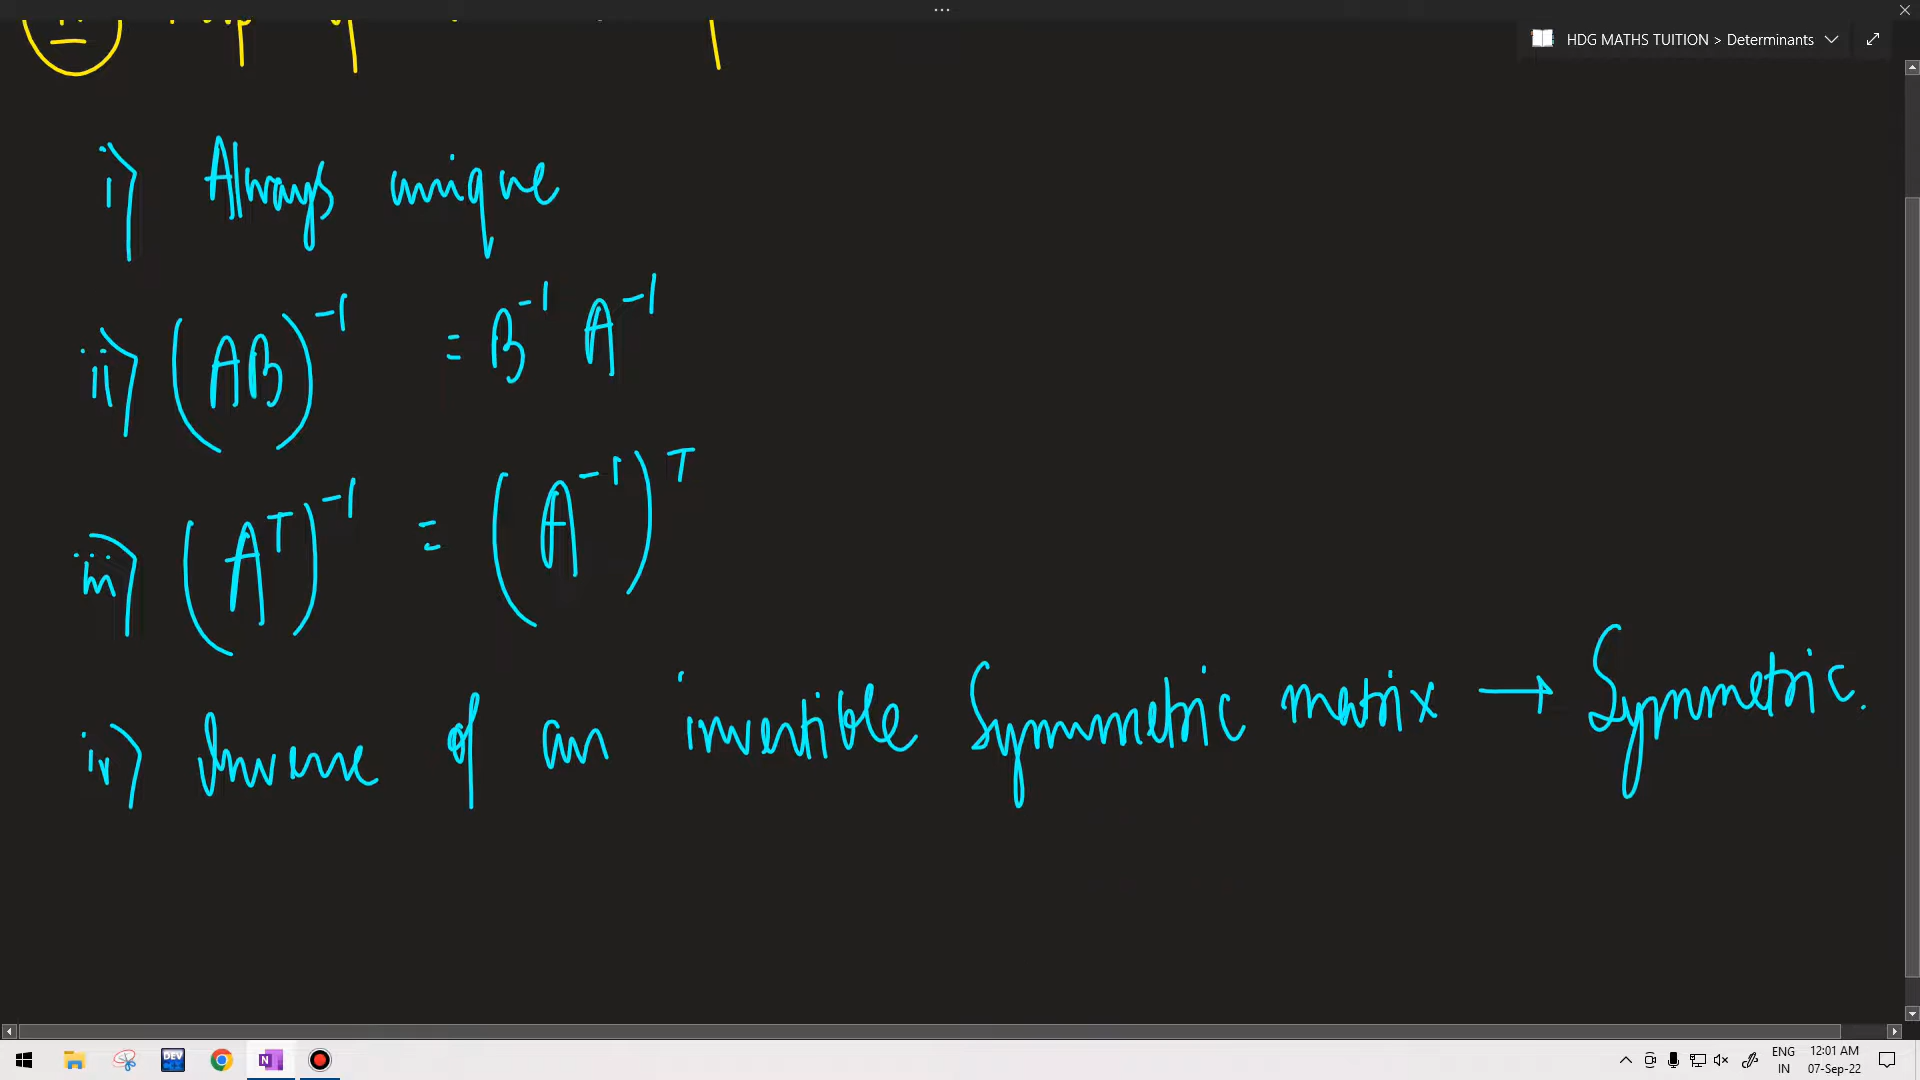 HDG MATHS TUITION > Determinants
i) Always unique
ii) (AB)⁻¹ = B⁻¹ A⁻¹
iii) (Aᵀ)⁻¹ = (A⁻¹)ᵀ
iv) Inverse of an invertible Symmetric matrix → Symmetric.
DEV
N
ENG
IN
12:01 AM
07-Sep-22